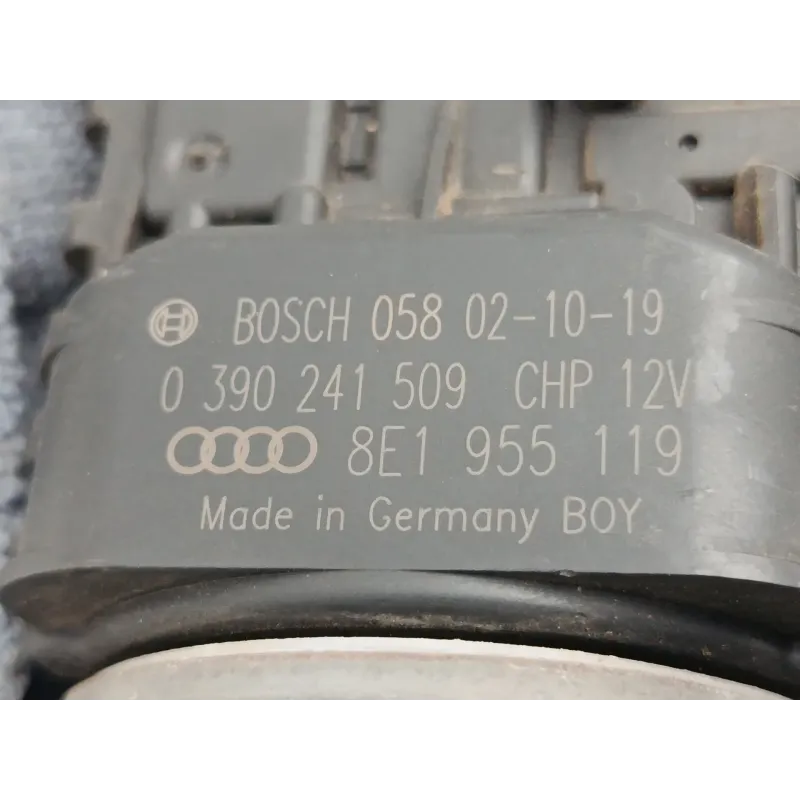 BOSCH 058 02-10-19
0 390 241 509 CHP 12V
8E1 955 119
Made in Germany BOY